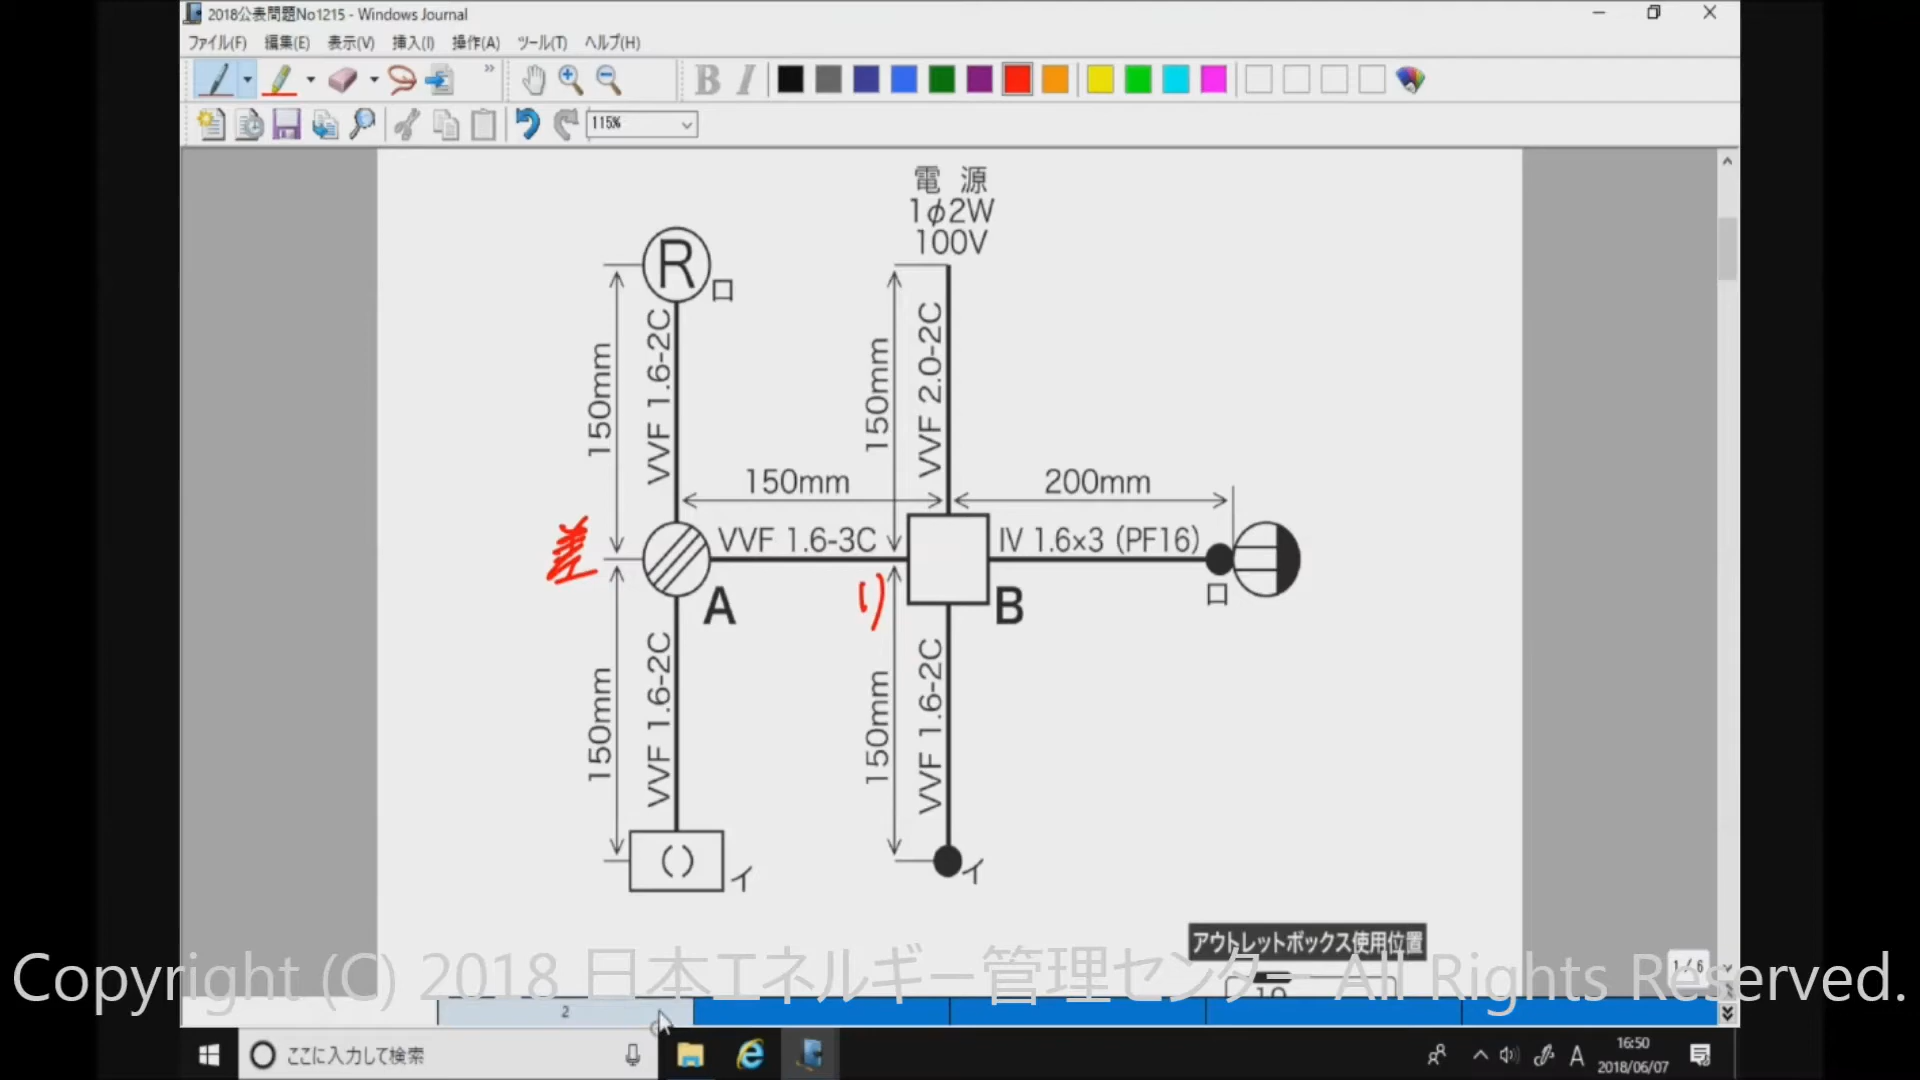 2018公表問題No1215 - Windows Journal
ファイル(F) 編集(E) 表示(V) 挿入(I) 操作(A) ツール(T) ヘルプ(H)
B I
115%
電 源
1φ2W
100V
R
ロ
150mm
VVF 1.6-2C
150mm
VVF 2.0-2C
150mm
200mm
差
VVF 1.6-3C
IV 1.6×3 (PF16)
A
り
B
ロ
150mm
VVF 1.6-2C
150mm
VVF 1.6-2C
( )
イ
イ
アウトレットボックス使用位置
1 / 6
Copyright (C) 2018 日本エネルギー管理センター All Rights Reserved.
2
ここに入力して検索
A
16:50
2018/06/07